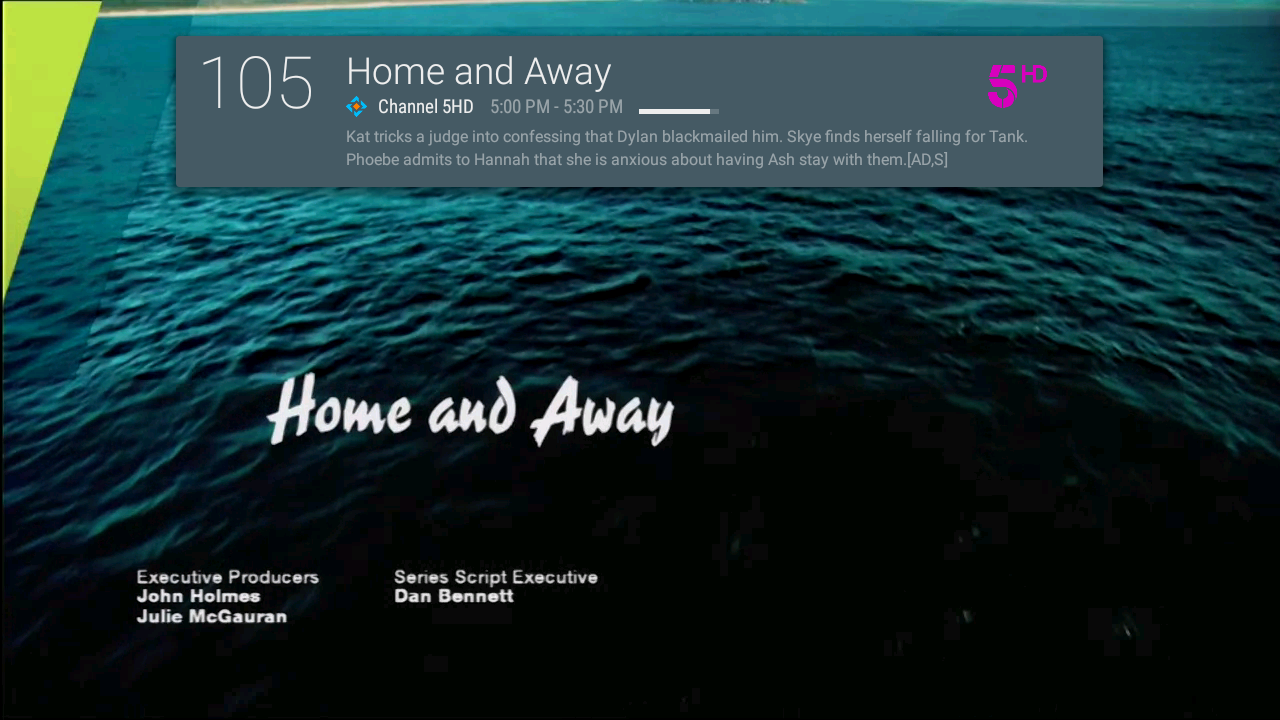 105
Home and Away
Channel 5HD 5:00 PM - 5:30 PM
5 HD
Kat tricks a judge into confessing that Dylan blackmailed him. Skye finds herself falling for Tank.
Phoebe admits to Hannah that she is anxious about having Ash stay with them.[AD,S]
Home and Away
Executive Producers
John Holmes
Julie McGauran
Series Script Executive
Dan Bennett